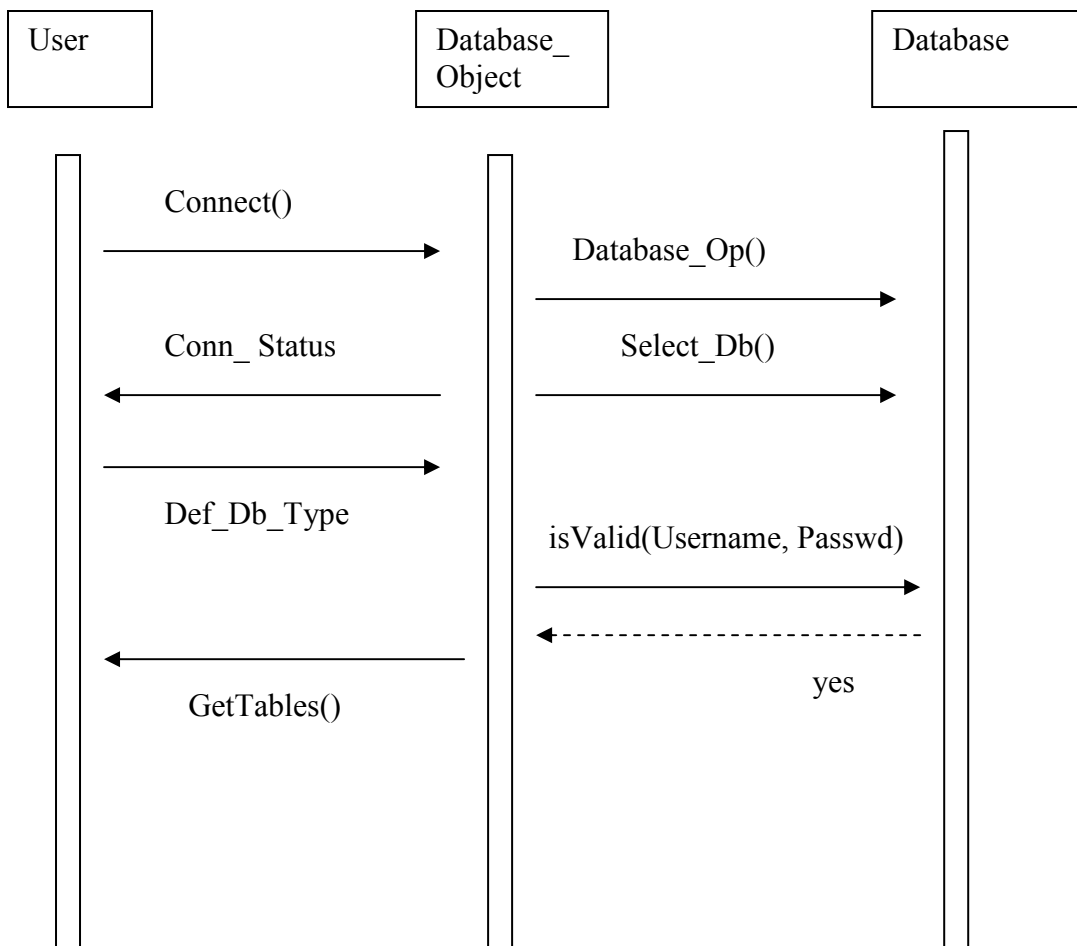 User
Database_
Object
Database
Connect()
Database_Op()
Conn_ Status
Select_Db()
Def_Db_Type
isValid(Username, Passwd)
yes
GetTables()